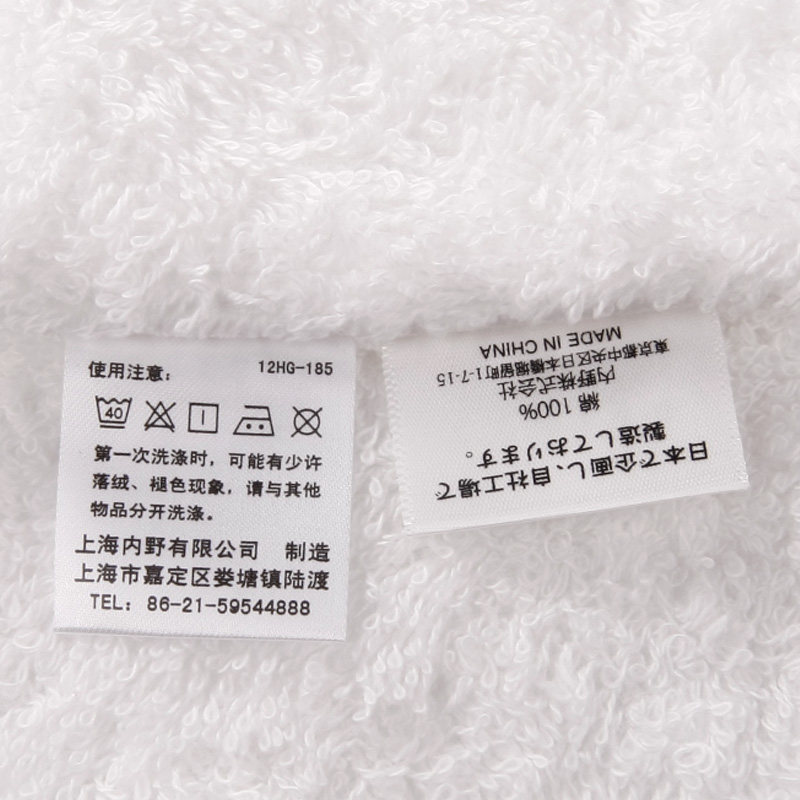 使用注意： 12HG-185
40
第一次洗涤时，可能有少许
落绒、褪色现象，请与其他
物品分开洗涤。
上海内野有限公司 制造
上海市嘉定区娄塘镇陆渡
TEL: 86-21-59544888
日本で企画し、自社工場で
製造しております。
綿 100%
内野株式会社
東京都中央区日本橋堀留町1-7-15
MADE IN CHINA